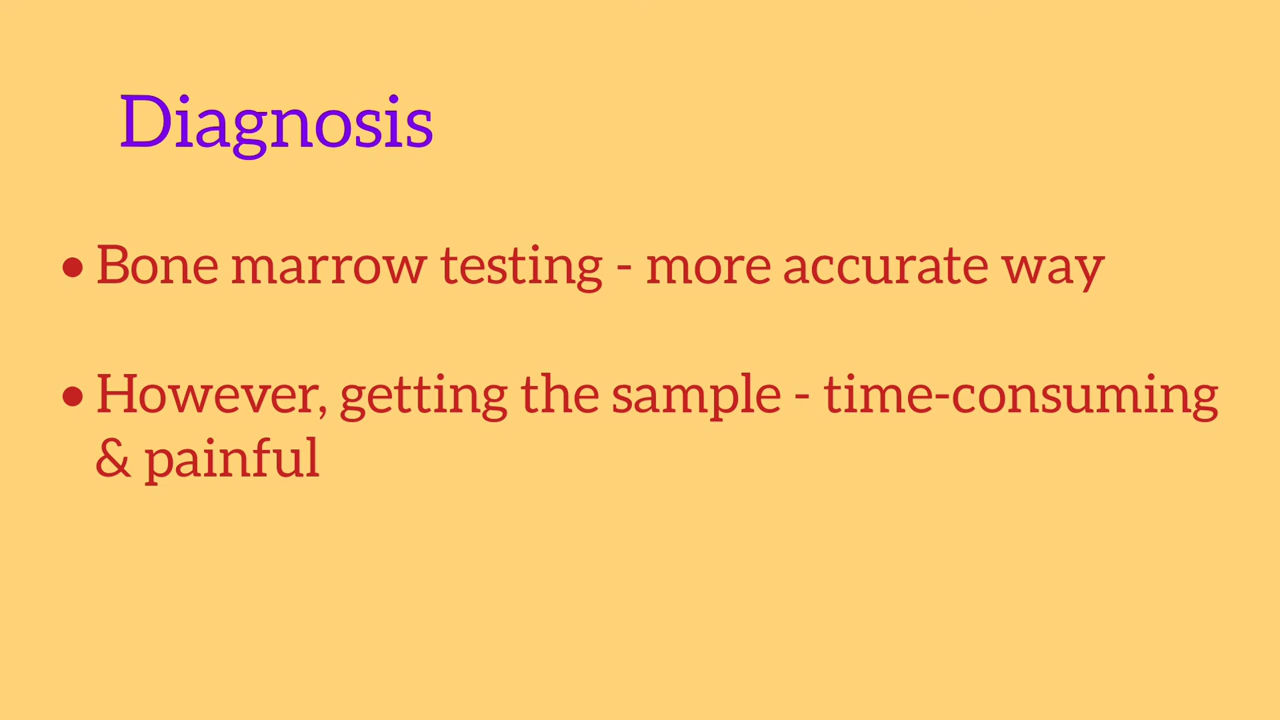 Diagnosis
• Bone marrow testing - more accurate way
• However, getting the sample - time-consuming
& painful